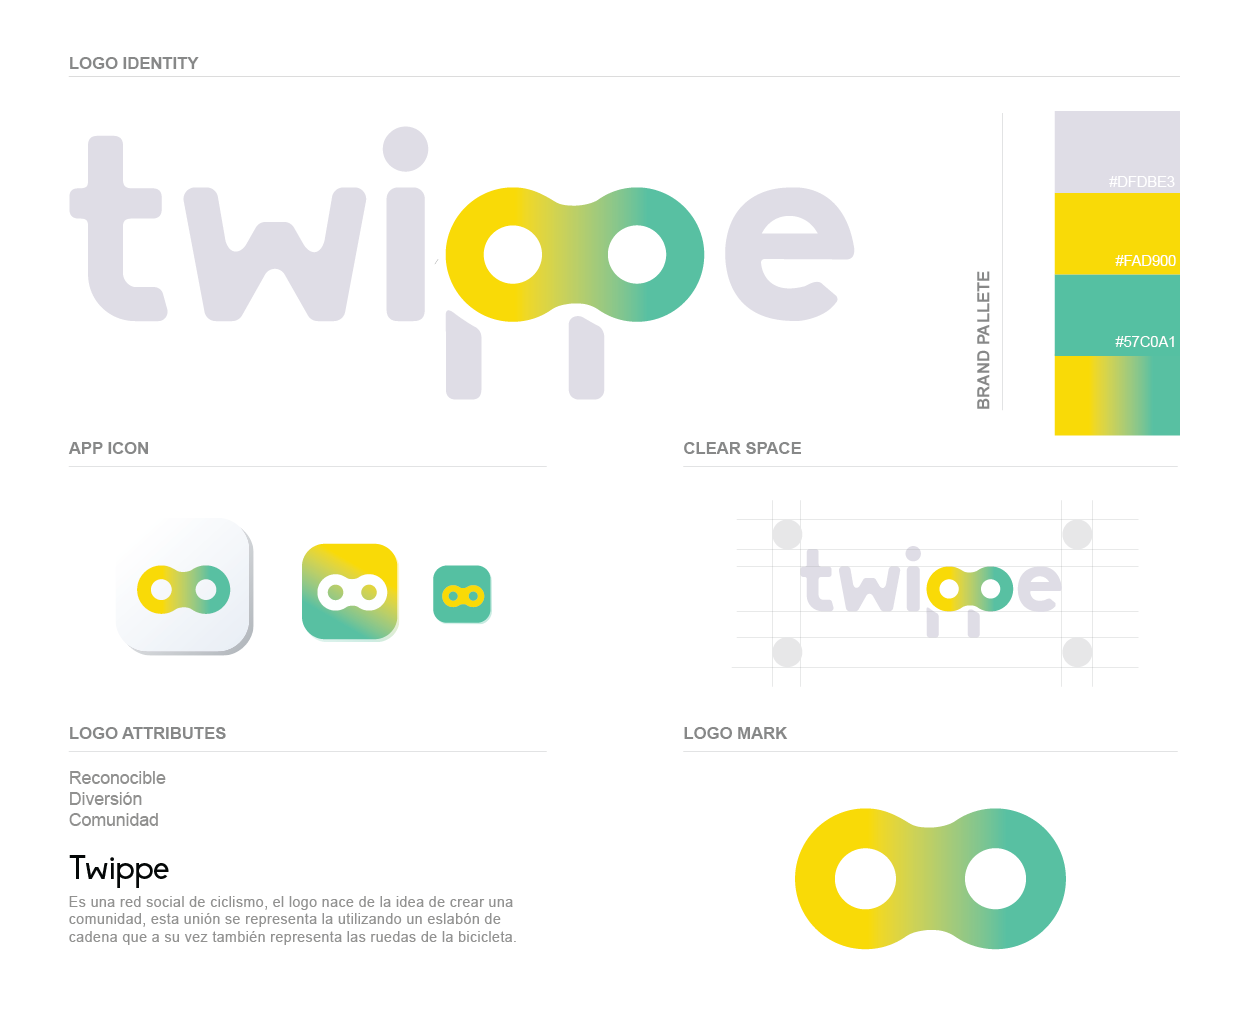 LOGO IDENTITY
twippe
BRAND PALLETE
#DFDBE3
#FAD900
#57C0A1
APP ICON
CLEAR SPACE
twippe
LOGO ATTRIBUTES
Reconocible
Diversión
Comunidad
Twippe
Es una red social de ciclismo, el logo nace de la idea de crear una
comunidad, esta unión se representa la utilizando un eslabón de
cadena que a su vez también representa las ruedas de la bicicleta.
LOGO MARK